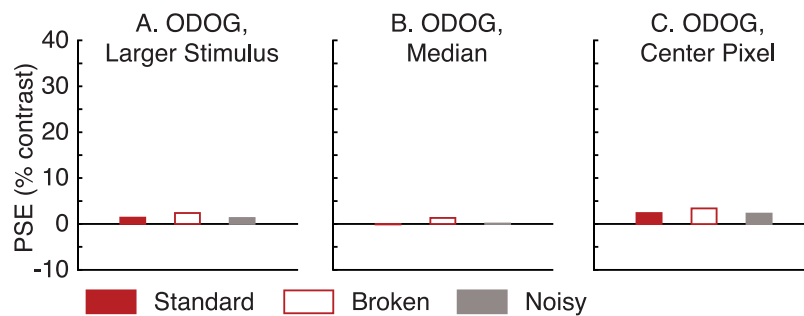 A. ODOG,
Larger Stimulus
B. ODOG,
Median
C. ODOG,
Center Pixel
PSE (% contrast)
40
30
20
10
0
-10
Standard
Broken
Noisy